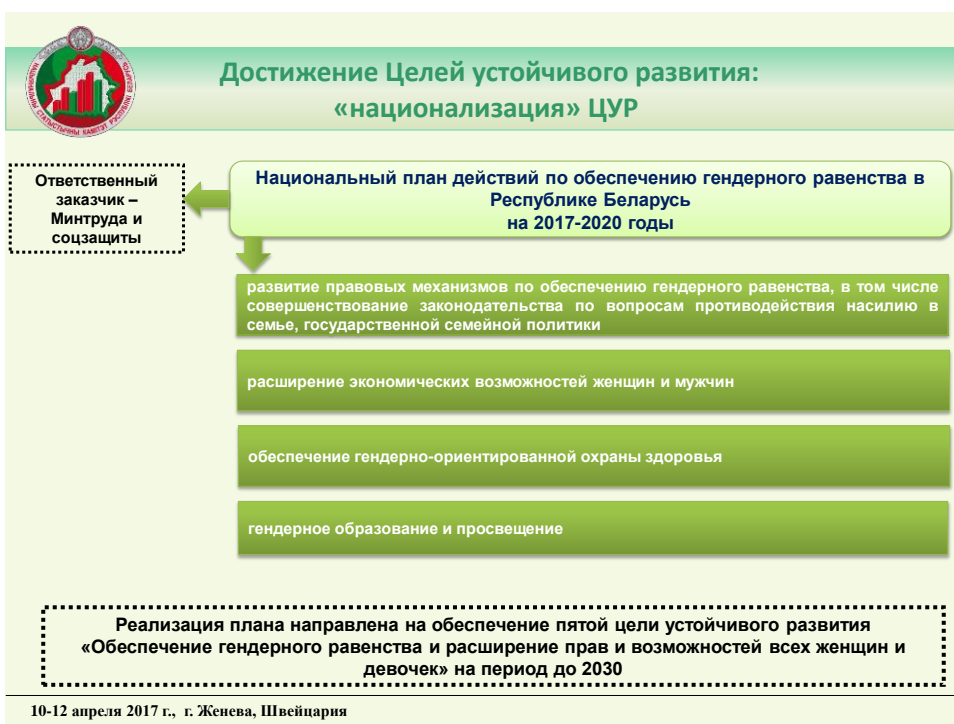 Достижение Целей устойчивого развития:
«национализация» ЦУР
Ответственный
заказчик –
Минтруда и
соцзащиты
Национальный план действий по обеспечению гендерного равенства в
Республике Беларусь
на 2017-2020 годы
развитие правовых механизмов по обеспечению гендерного равенства, в том числе
совершенствование законодательства по вопросам противодействия насилию в
семье, государственной семейной политики
расширение экономических возможностей женщин и мужчин
обеспечение гендерно-ориентированной охраны здоровья
гендерное образование и просвещение
Реализация плана направлена на обеспечение пятой цели устойчивого развития
«Обеспечение гендерного равенства и расширение прав и возможностей всех женщин и
девочек» на период до 2030
10-12 апреля 2017 г., г. Женева, Швейцария